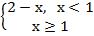 2 − x, x < 1
x ≥ 1